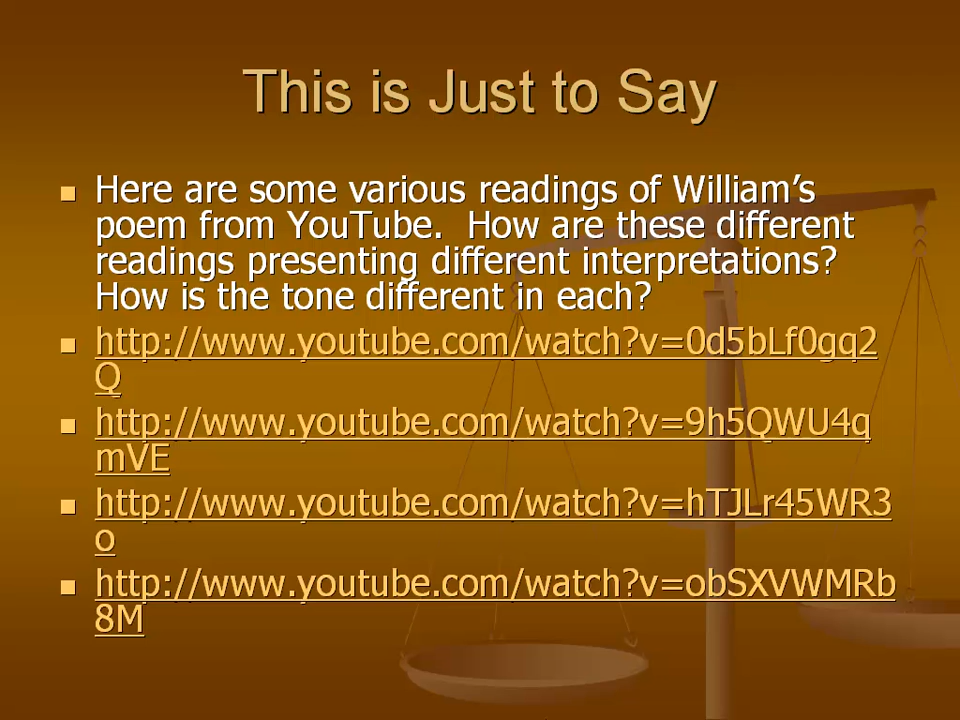 This is Just to Say
Here are some various readings of William's
poem from YouTube.  How are these different
readings presenting different interpretations?
How is the tone different in each?
http://www.youtube.com/watch?v=0d5bLf0gq2
Q
http://www.youtube.com/watch?v=9h5QWU4q
mVE
http://www.youtube.com/watch?v=hTJLr45WR3
o
http://www.youtube.com/watch?v=obSXVWMRb
8M